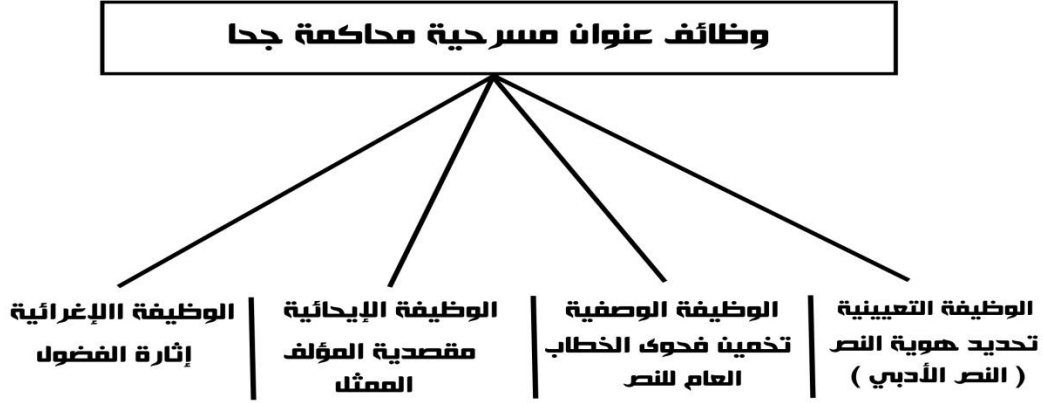 وظائف عنوان مسرحية محاكمة جحا
الوظيفة التعيينية
تحديد هوية النص
( النص الأدبي )
الوظيفة الوصفية
تخمين فحوى الخطاب
العام للنص
الوظيفة الإيحائية
مقصدية المؤلف
الممثل
الوظيفة االإغرائية
إثارة الفضول